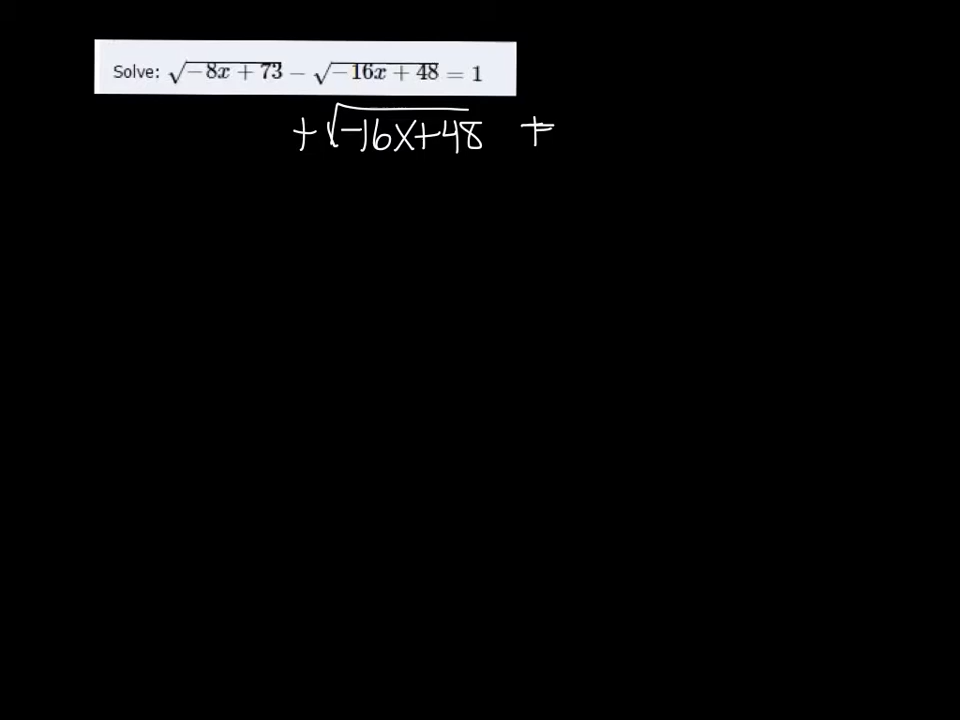 Solve: √(-8x + 73) − √(-16x + 48) = 1
+ √(-16x+48) +